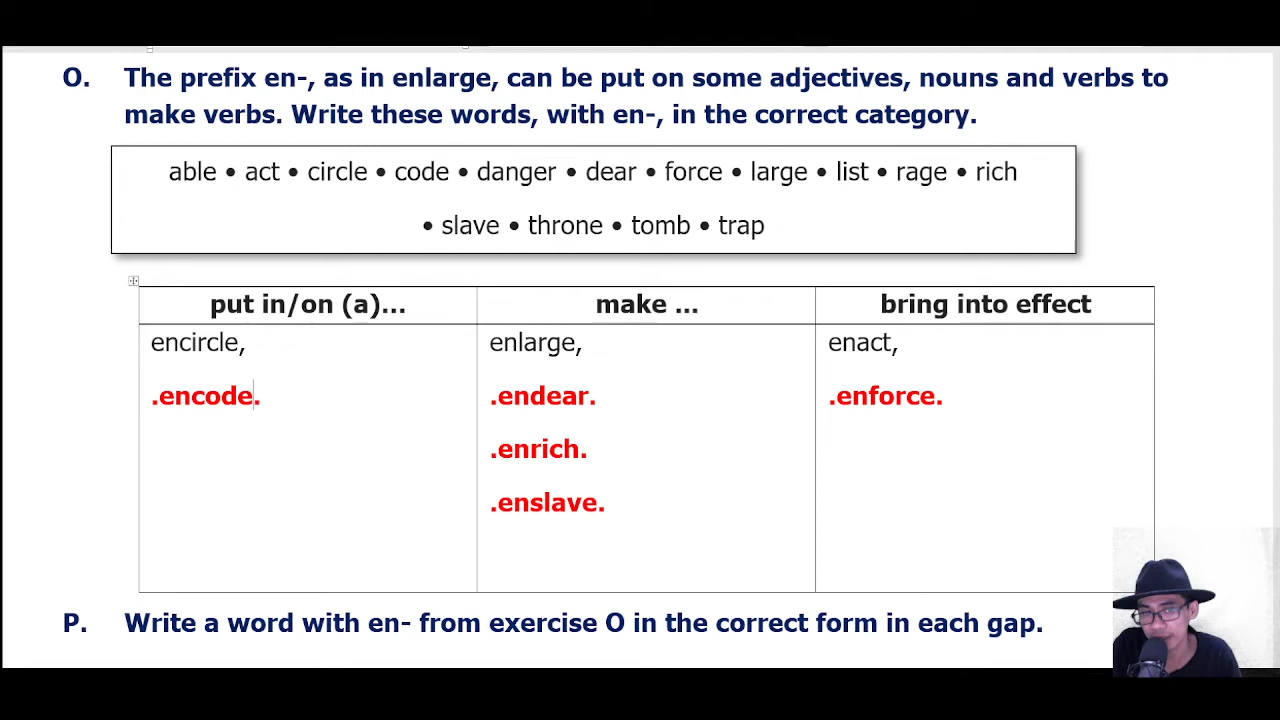 O. The prefix en-, as in enlarge, can be put on some adjectives, nouns and verbs to
make verbs. Write these words, with en-, in the correct category.
able • act • circle • code • danger • dear • force • large • list • rage • rich
• slave • throne • tomb • trap
put in/on (a)... make ... bring into effect
encircle, enlarge, enact,
.encode. .endear. .enforce.
.enrich.
.enslave.
P. Write a word with en- from exercise O in the correct form in each gap.